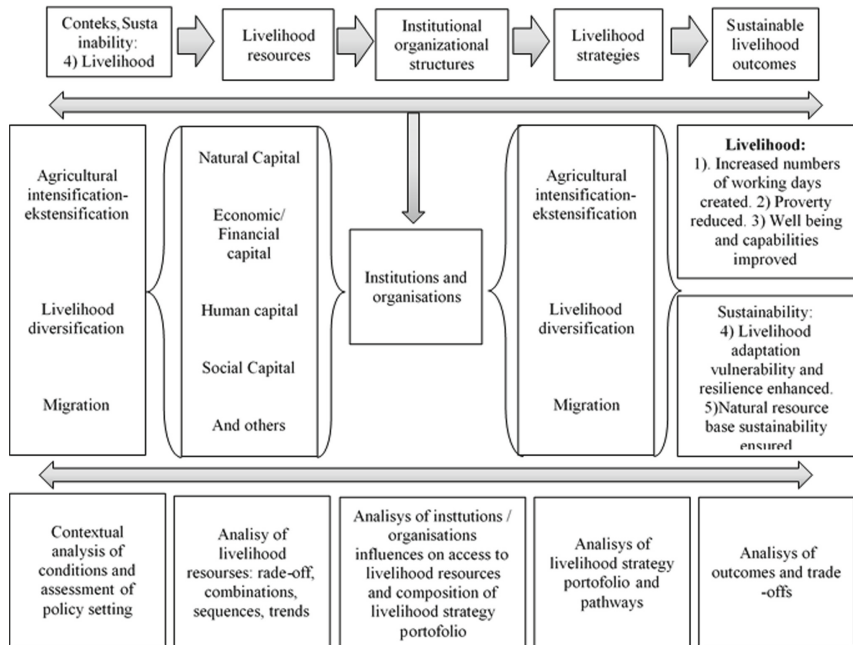 Conteks,Susta
inability:
4) Livelihood
Livelihood
resources
Institutional
organizational
structures
Livelihood
strategies
Sustainable
livelihood
outcomes
Agricultural
intensification-
ekstensification
Livelihood
diversification
Migration
Natural Capital
Economic/
Financial
capital
Human capital
Social Capital
And others
Institutions and
organisations
Agricultural
intensification-
ekstensification
Livelihood
diversification
Migration
Livelihood:
1). Increased numbers
of working days
created. 2) Proverty
reduced. 3) Well being
and capabilities
improved
Sustainability:
4) Livelihood
adaptation
vulnerability and
resilience enhanced.
5)Natural resource
base sustainability
ensured
Contextual
analysis of
conditions and
assessment of
policy setting
Analisy of
livelihood
resourses: rade-off,
combinations,
sequences, trends
Analisys of insttutions /
organisations
influences on access to
livelihood resources
and composition of
livelihood strategy
portofolio
Analisys of
livelihood strategy
portofolio and
pathways
Analisys of
outcomes and trade
-offs